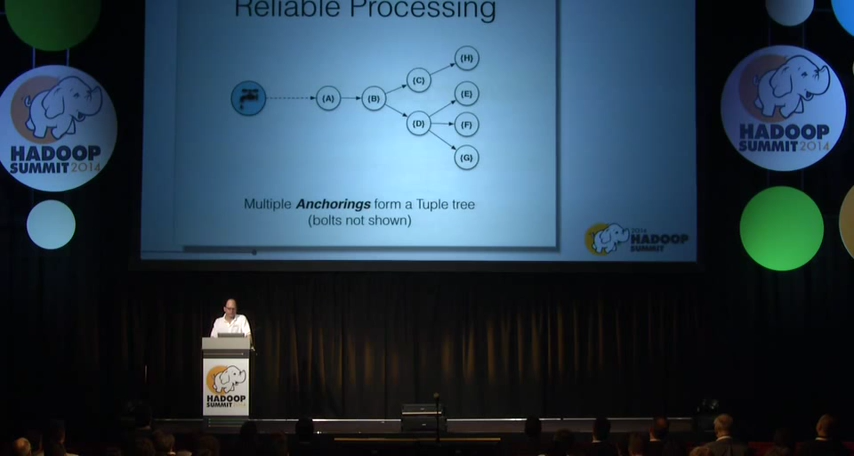 Reliable Processing
{A}
{B}
{C}
{D}
{H}
{E}
{F}
{G}
Multiple Anchorings form a Tuple tree
(bolts not shown)
2014
HADOOP
SUMMIT
HADOOP
SUMMIT 2014
HADOOP
SUMMIT 2014
HADOOP
SUMMIT 2014